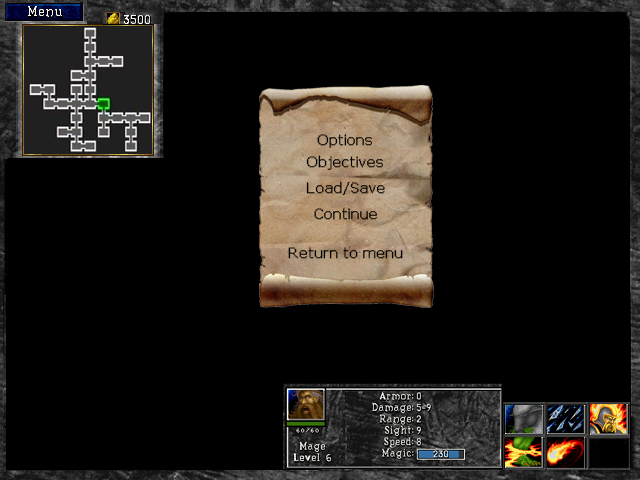 Menu
3500
Options
Objectives
Load/Save
Continue
Return to menu
60/60
Mage
Level 6
Armor: 0
Damage: 5-9
Range: 2
Sight: 9
Speed: 8
Magic: 230